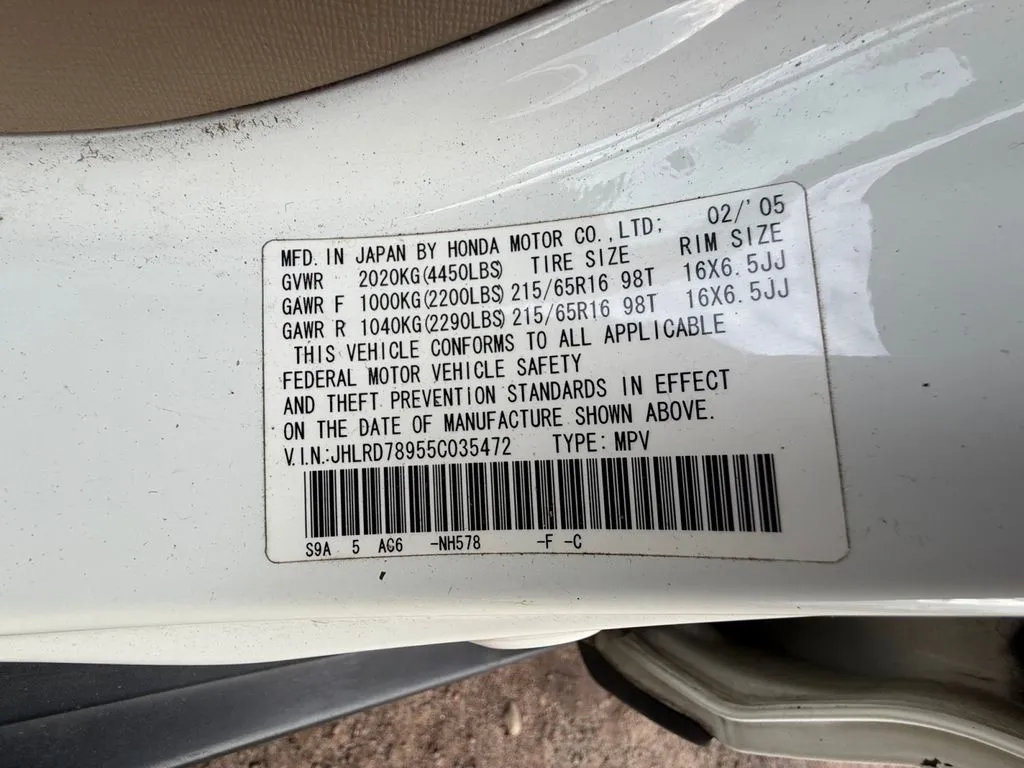 MFD. IN JAPAN BY HONDA MOTOR CO.,LTD; 02/'05
GVWR 2020KG(4450LBS) TIRE SIZE RIM SIZE
GAWR F 1000KG(2200LBS) 215/65R16 98T 16X6.5JJ
GAWR R 1040KG(2290LBS) 215/65R16 98T 16X6.5JJ
THIS VEHICLE CONFORMS TO ALL APPLICABLE
FEDERAL MOTOR VEHICLE SAFETY
AND THEFT PREVENTION STANDARDS IN EFFECT
ON THE DATE OF MANUFACTURE SHOWN ABOVE.
V.I.N.:JHLRD78955C035472 TYPE: MPV
S9A 5 AC6 -NH578 -F -C